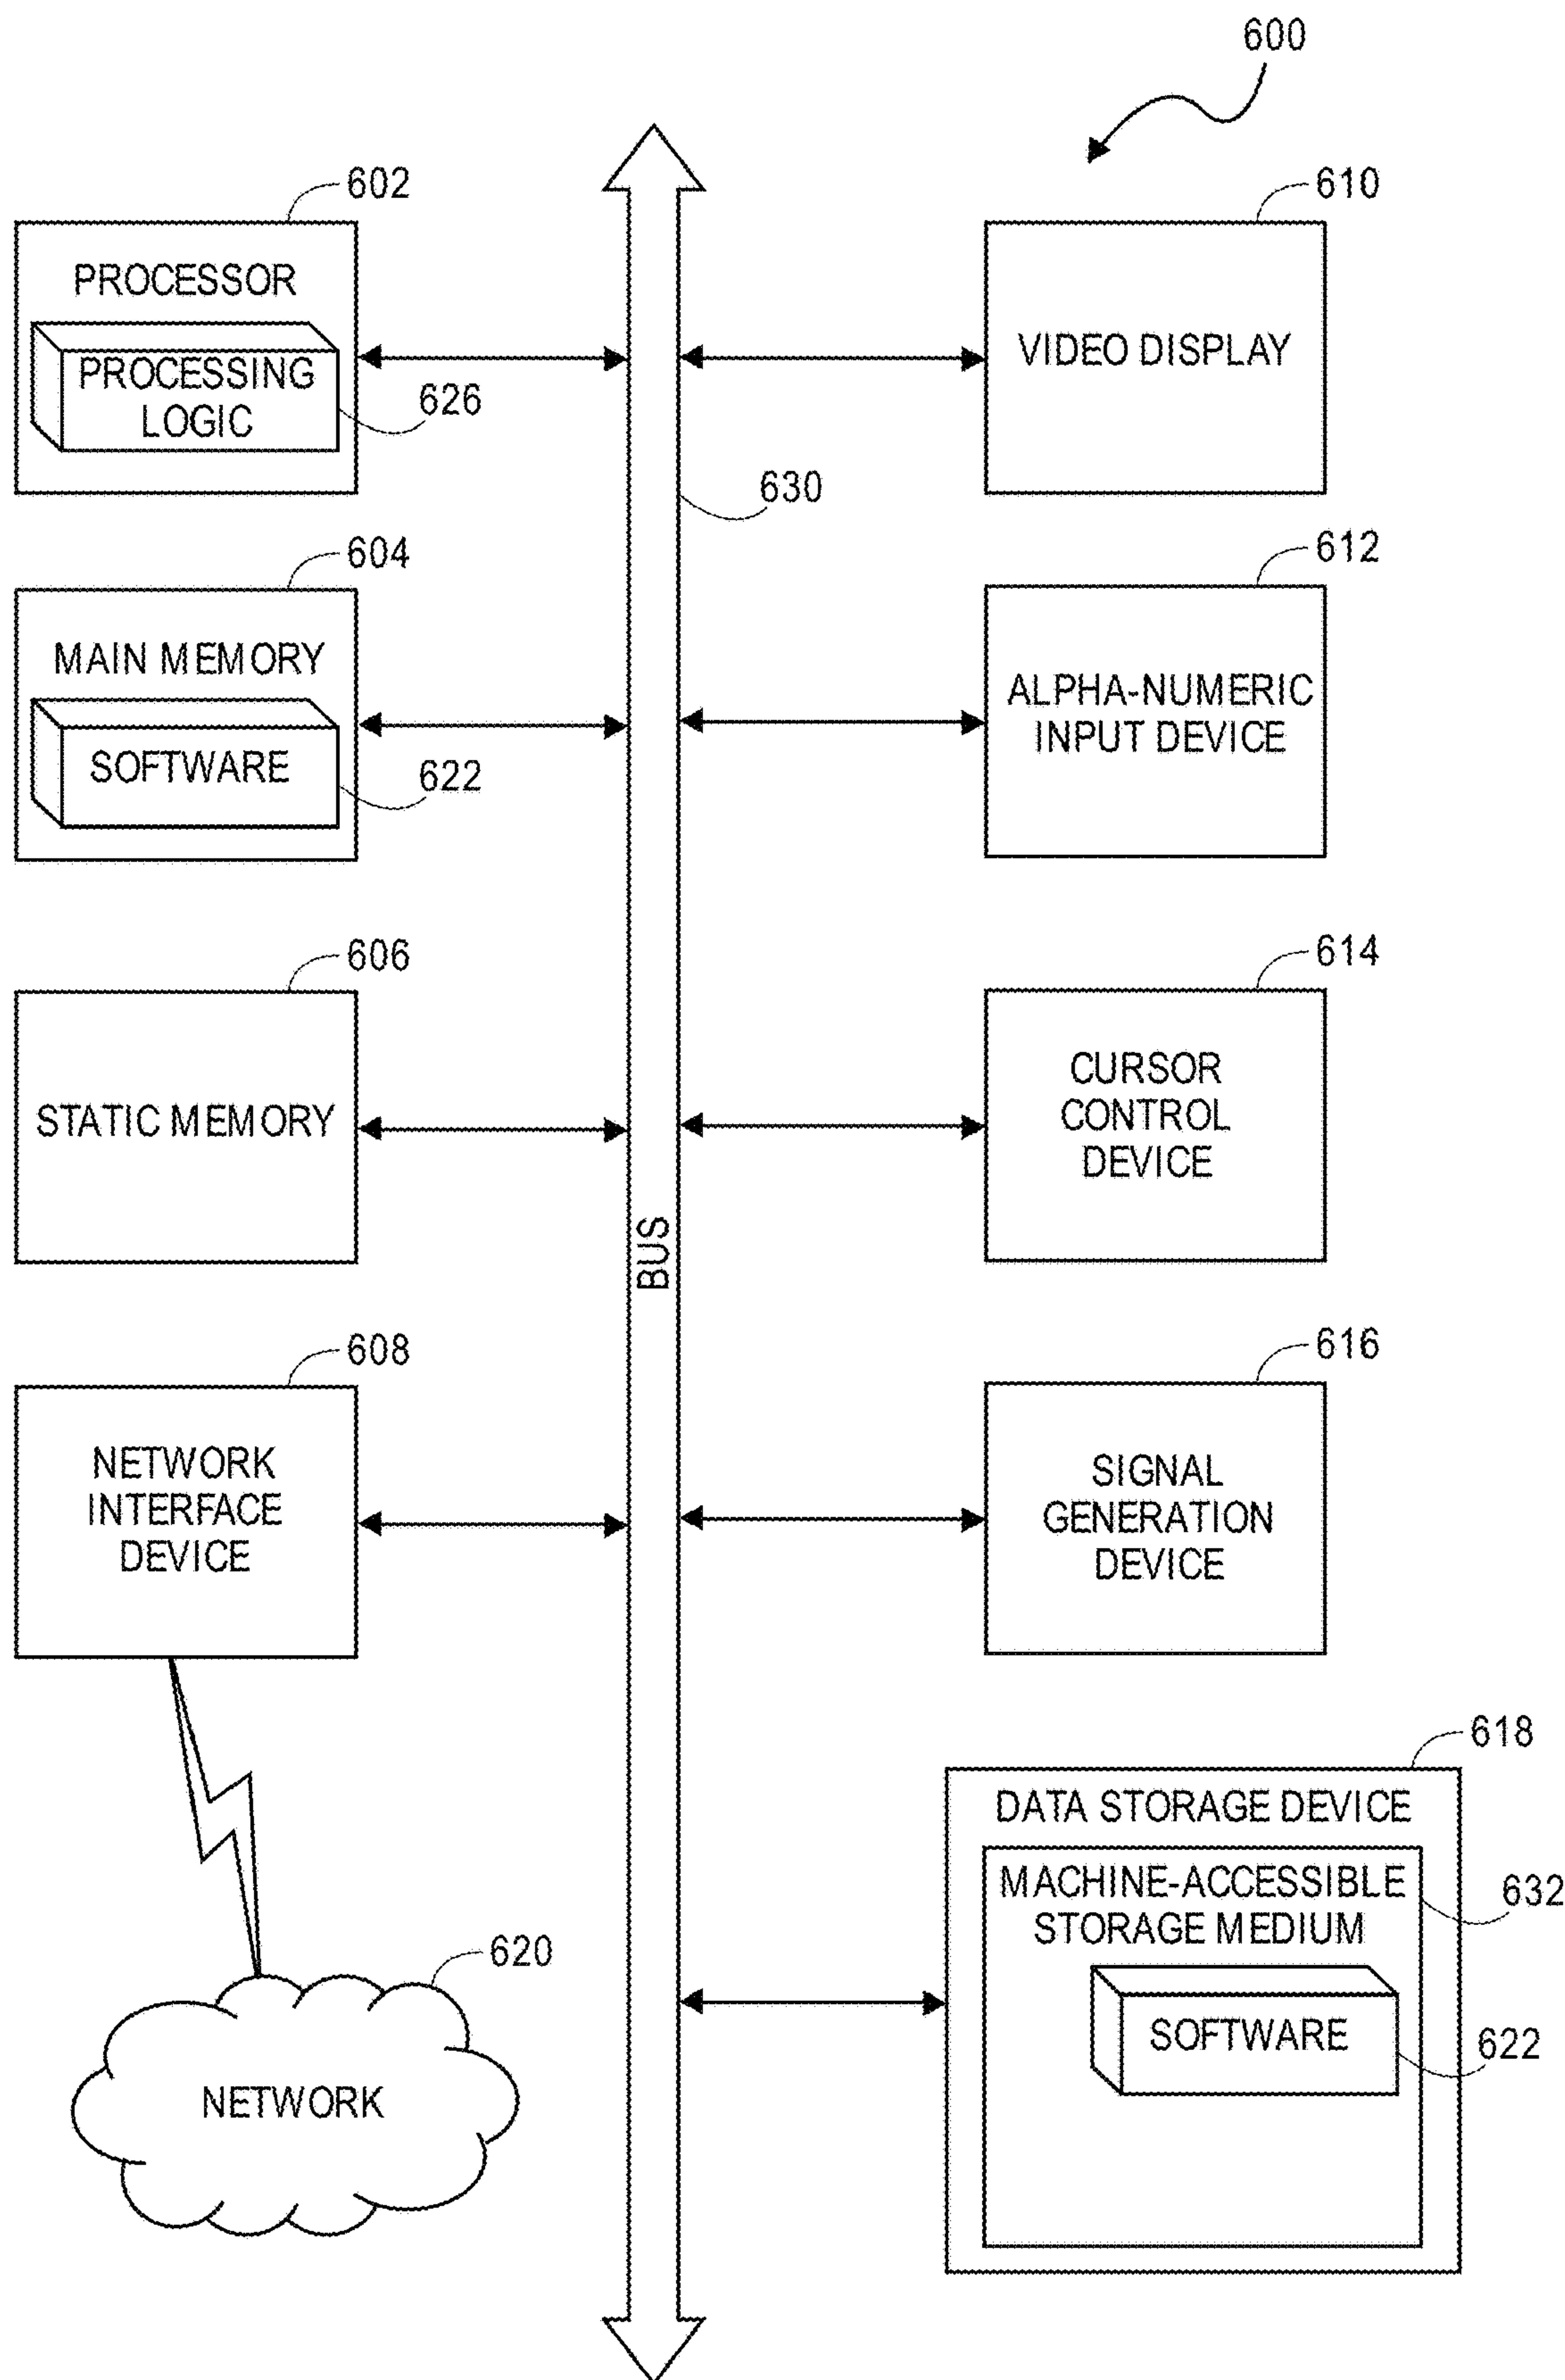 600
602
PROCESSOR
PROCESSING
LOGIC
626
604
MAIN MEMORY
SOFTWARE
622
606
STATIC MEMORY
608
NETWORK
INTERFACE
DEVICE
620
NETWORK
BUS
630
610
VIDEO DISPLAY
612
ALPHA-NUMERIC
INPUT DEVICE
614
CURSOR
CONTROL
DEVICE
616
SIGNAL
GENERATION
DEVICE
618
DATA STORAGE DEVICE
MACHINE-ACCESSIBLE
STORAGE MEDIUM
632
SOFTWARE
622